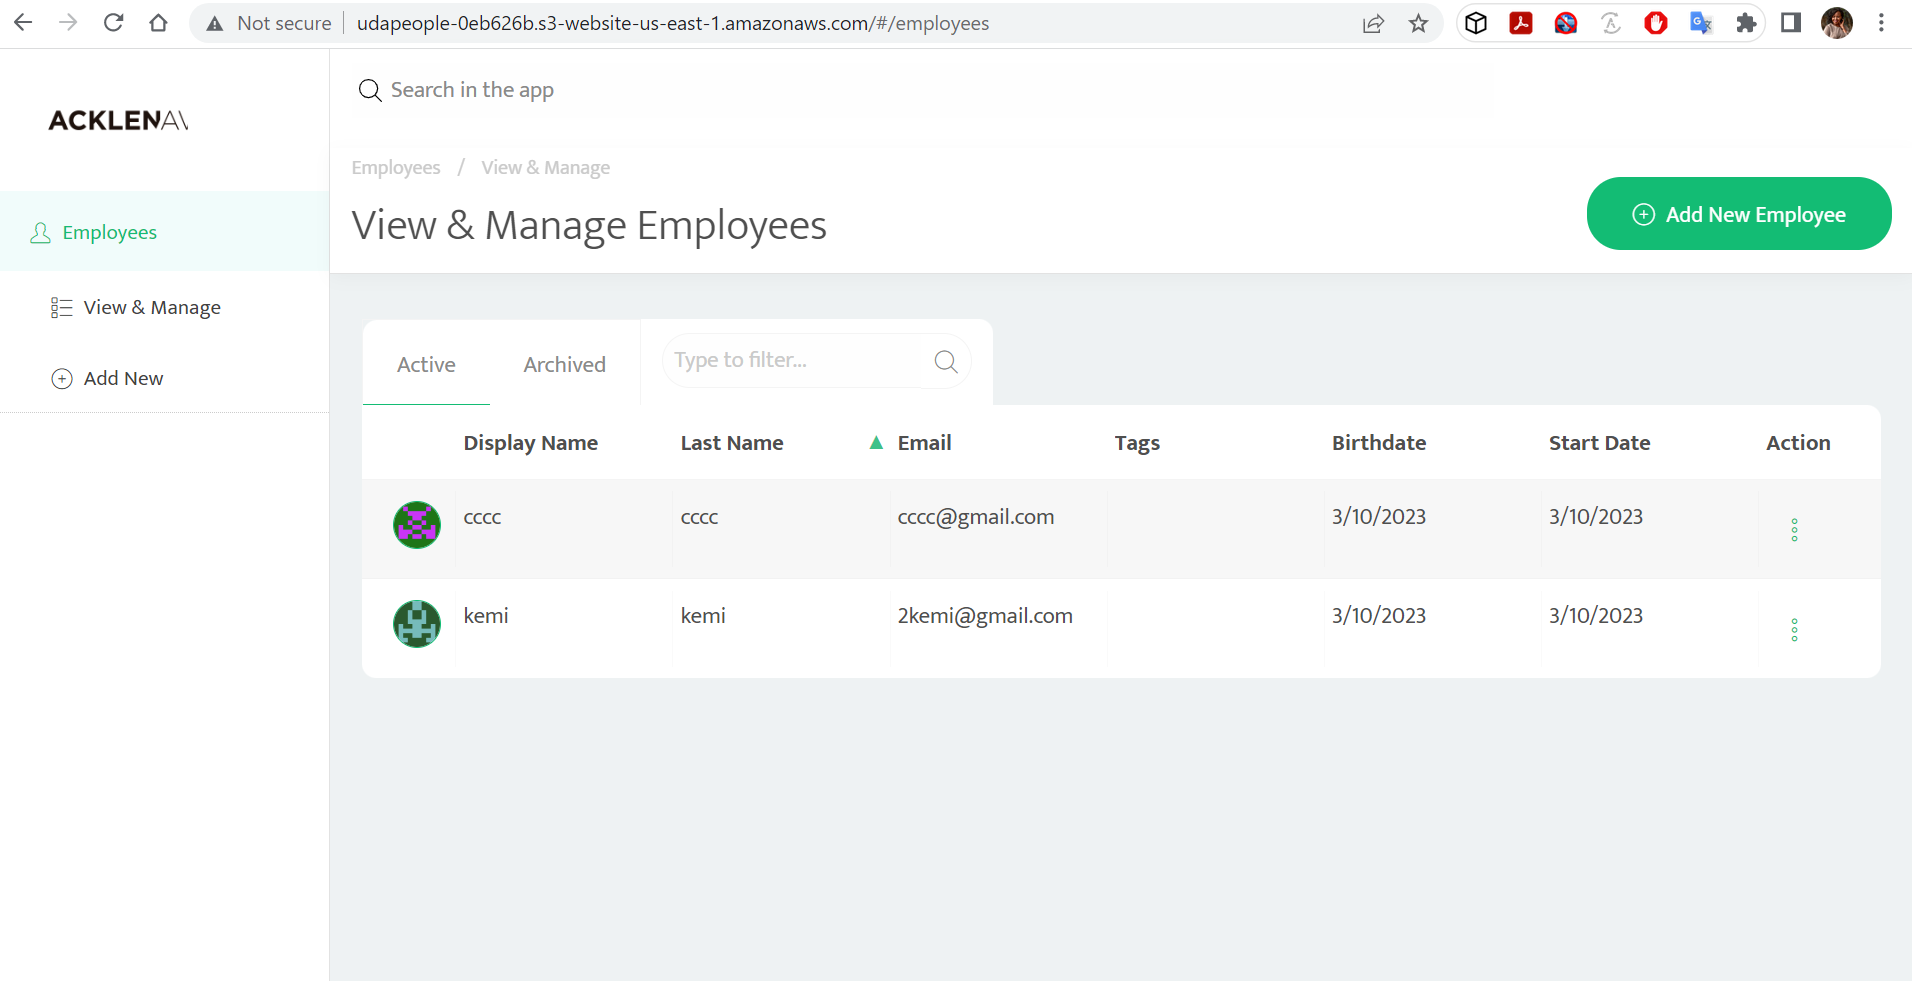 Not secure udapeople-0eb626b.s3-website-us-east-1.amazonaws.com/#/employees
Search in the app
ACKLENAV
Employees / View & Manage
View & Manage Employees
Add New Employee
Employees
View & Manage
Add New
Active Archived Type to filter...
Display Name Last Name ▲ Email Tags Birthdate Start Date Action
cccc cccc cccc@gmail.com 3/10/2023 3/10/2023
kemi kemi 2kemi@gmail.com 3/10/2023 3/10/2023